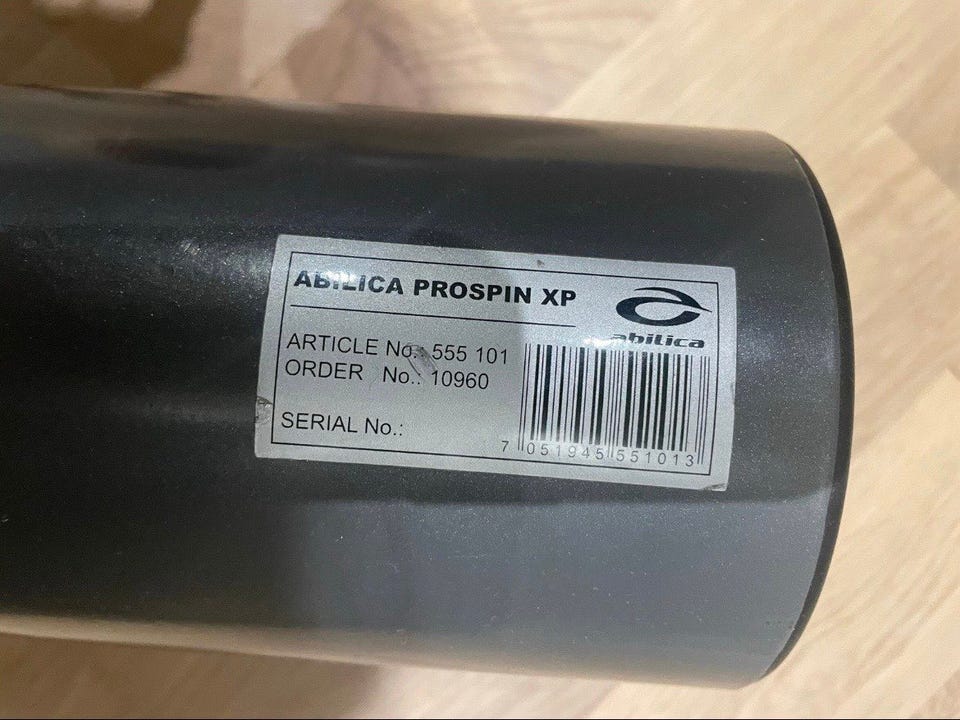 ABILICA PROSPIN XP
abilica
ARTICLE No.: 555 101
ORDER No.: 10960
SERIAL No.:
7 051945 551013